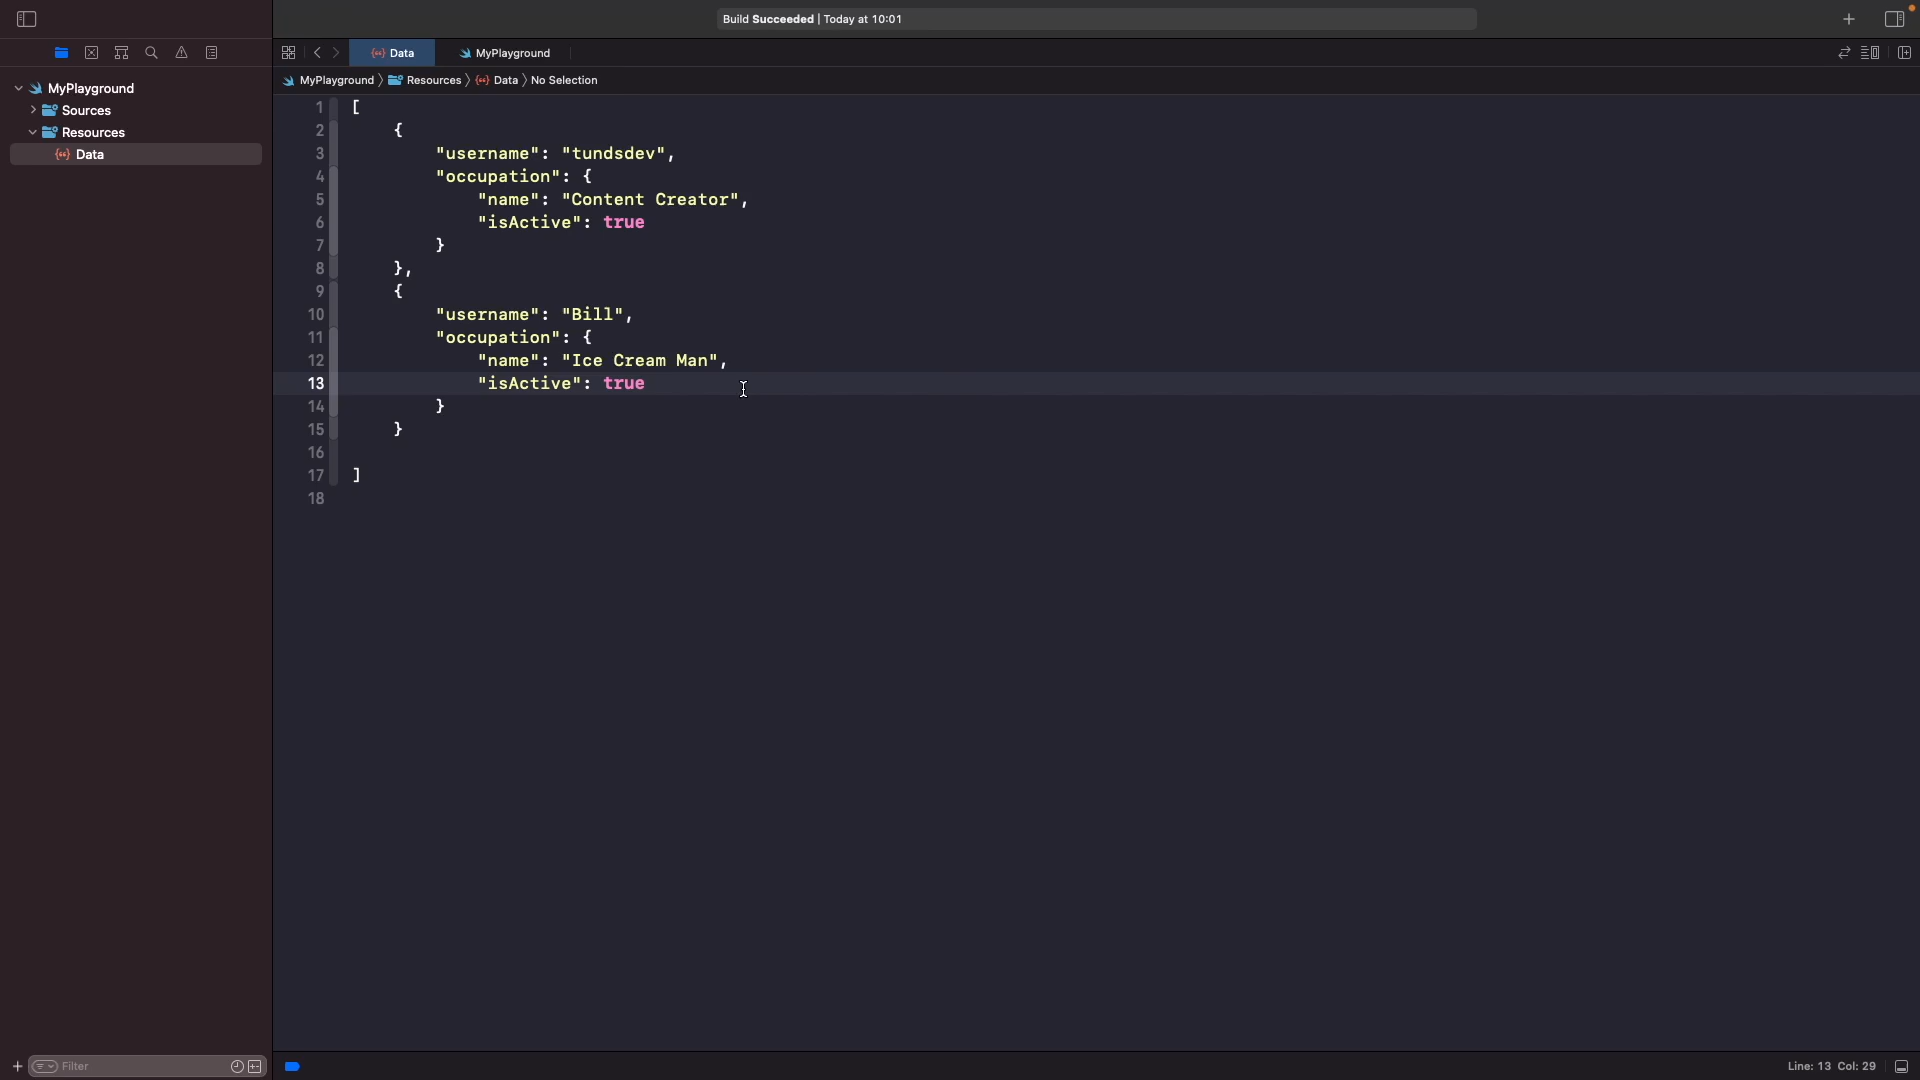 Build Succeeded | Today at 10:01
Data
MyPlayground
MyPlayground
Resources
Data
No Selection
MyPlayground
Sources
Resources
Data
1 [
2 {
3 "username": "tundsdev",
4 "occupation": {
5 "name": "Content Creator",
6 "isActive": true
7 }
8 },
9 {
10 "username": "Bill",
11 "occupation": {
12 "name": "Ice Cream Man",
13 "isActive": true
14 }
15 }
16
17 ]
18
Filter
Line: 13 Col: 29